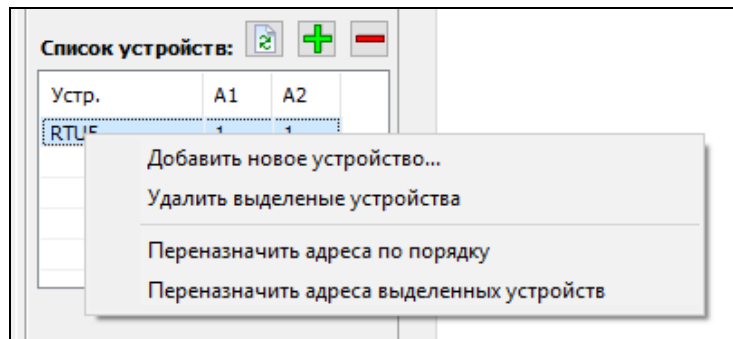 Список устройств:
Устр. A1 A2
RTU5 1 1
Добавить новое устройство...
Удалить выделеные устройства
Переназначить адреса по порядку
Переназначить адреса выделенных устройств